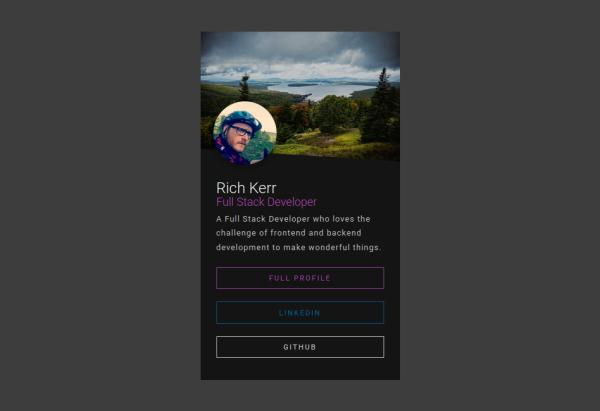 Rich Kerr
Full Stack Developer
A Full Stack Developer who loves the
challenge of frontend and backend
development to make wonderful things.
FULL PROFILE
LINKEDIN
GITHUB